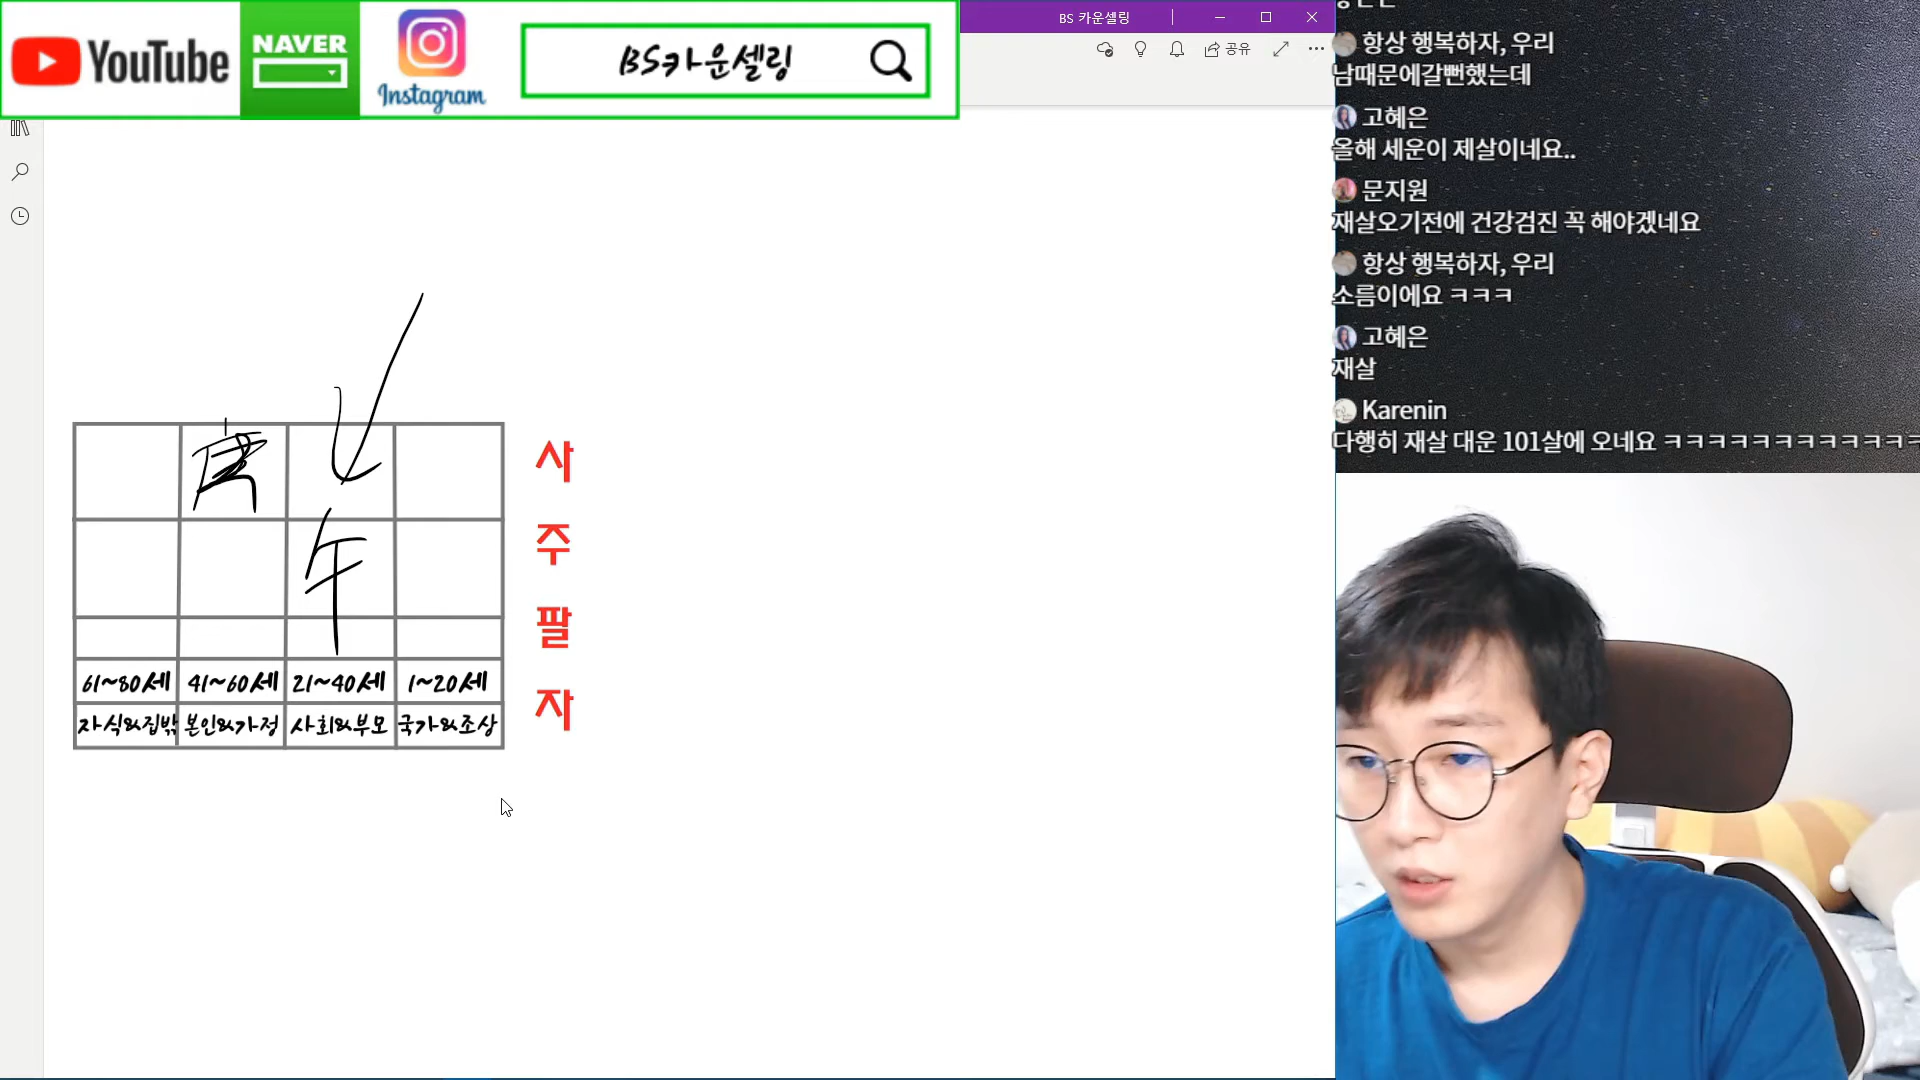 YouTube
NAVER
Instagram
BS카운셀링
BS 카운셀링
공유
午
사
주
팔
자
61~80세 41~60세 21~40세 1~20세
자식&집밖 본인&가정 사회&부모 국가&조상
항상 행복하자, 우리
남때문에갈뻔했는데
고혜은
올해 세운이 제살이네요..
문지원
재살오기전에 건강검진 꼭 해야겠네요
항상 행복하자, 우리
소름이에요 ㅋㅋㅋ
고혜은
재살
Karenin
다행히 재살 대운 101살에 오네요 ㅋㅋㅋㅋㅋㅋㅋㅋㅋㅋㅋㅋ